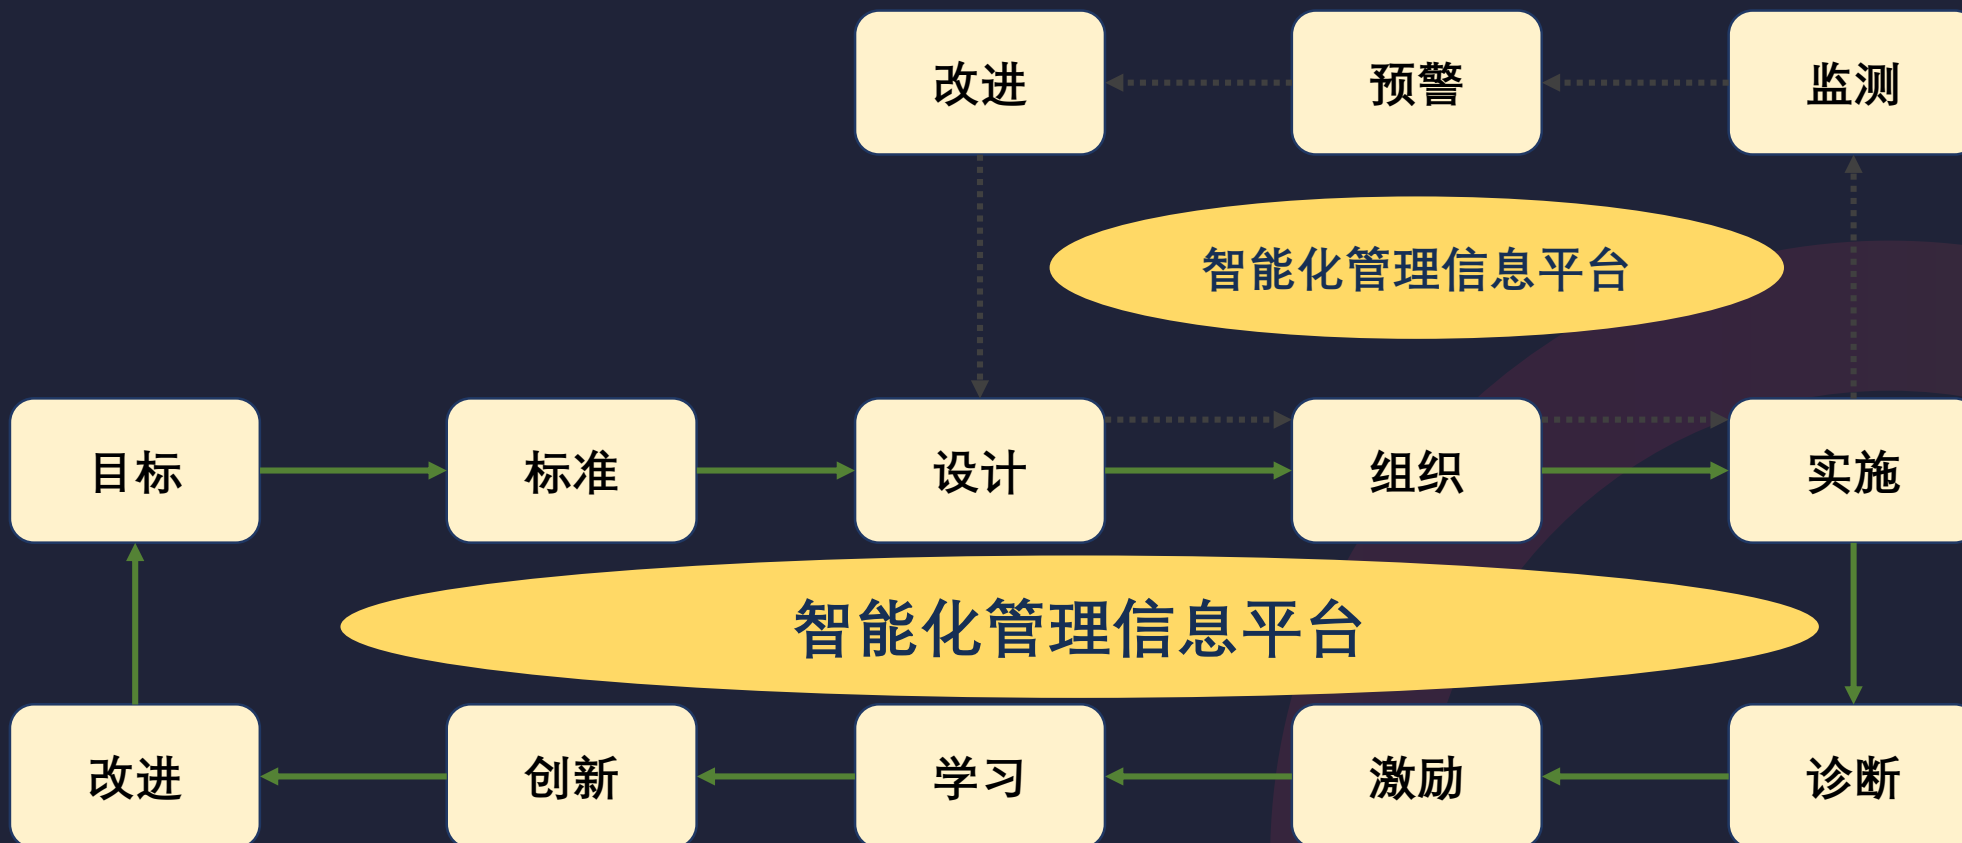 改进
预警
监测
智能化管理信息平台
目标
标准
设计
组织
实施
智能化管理信息平台
改进
创新
学习
激励
诊断